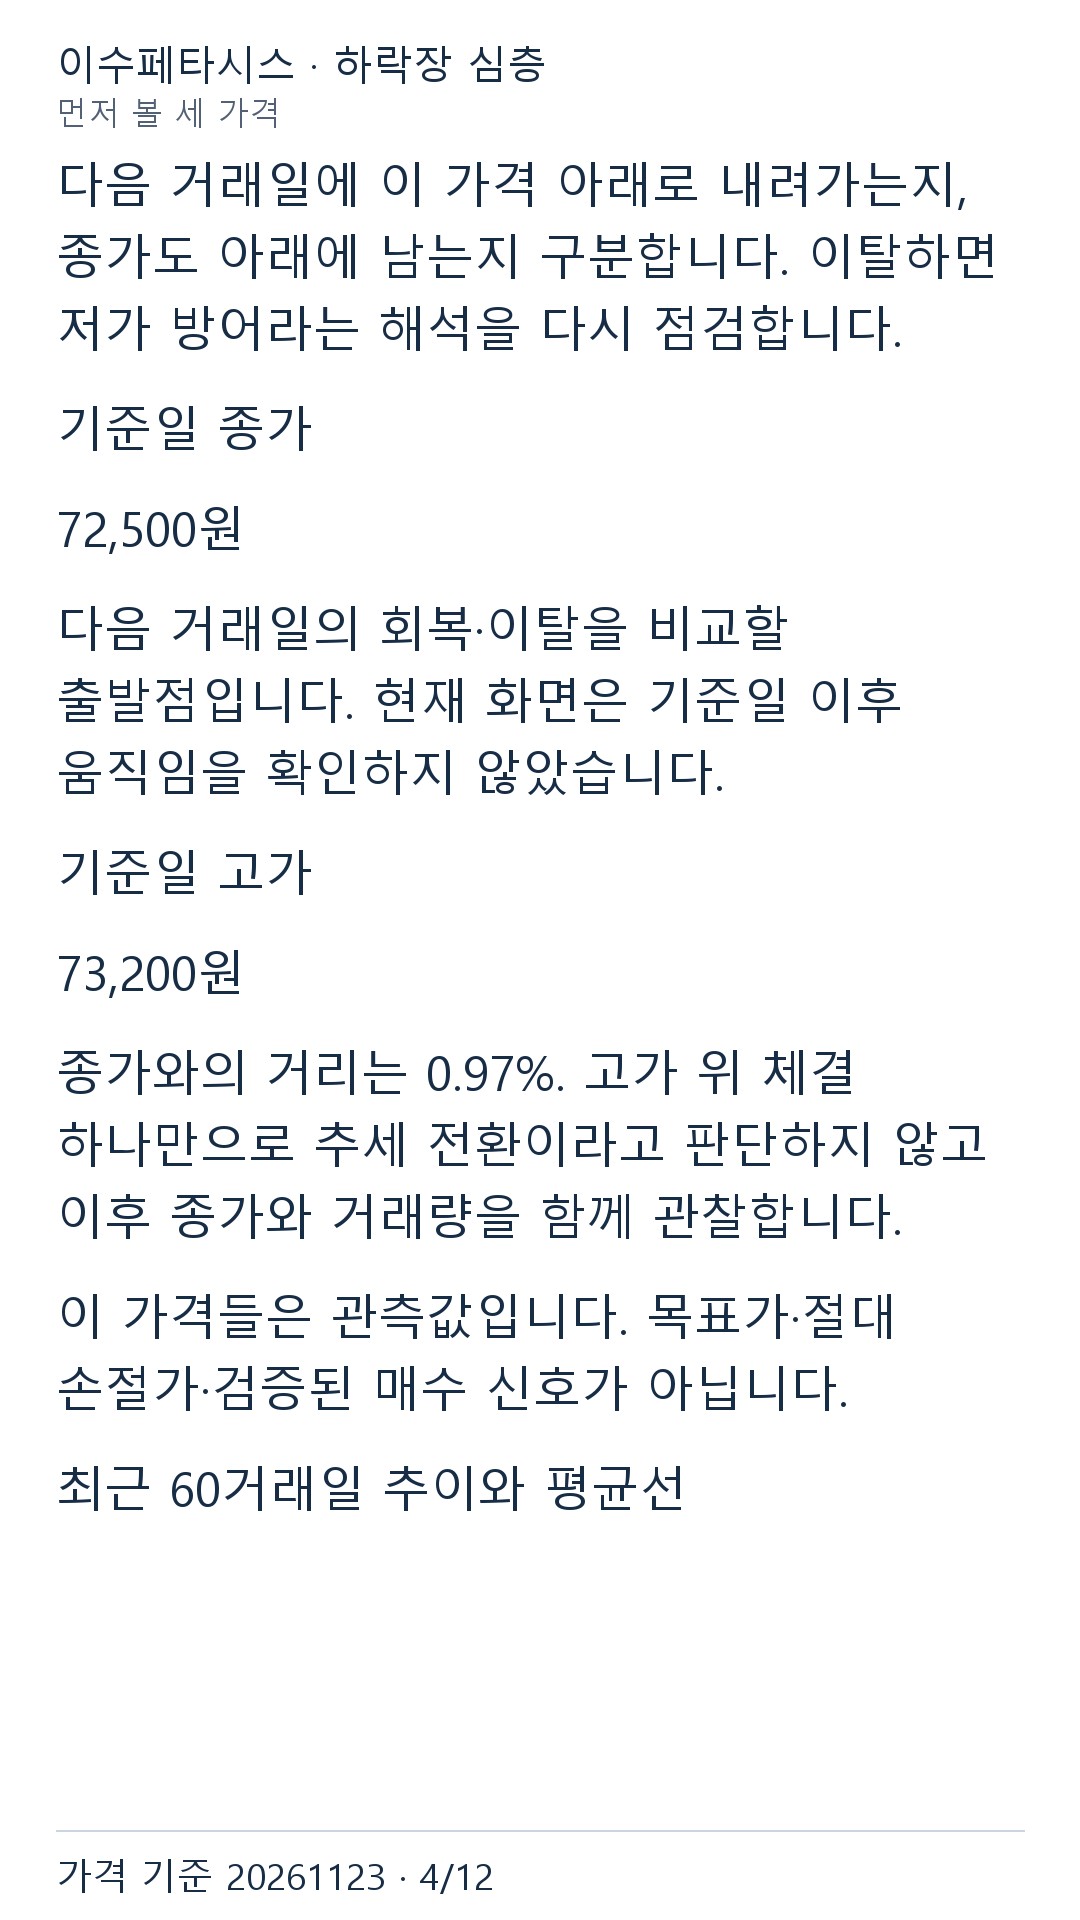 이수페타시스 · 하락장 심층
먼저 볼 세 가격
다음 거래일에 이 가격 아래로 내려가는지,
종가도 아래에 남는지 구분합니다. 이탈하면
저가 방어라는 해석을 다시 점검합니다.
기준일 종가
72,500원
다음 거래일의 회복·이탈을 비교할
출발점입니다. 현재 화면은 기준일 이후
움직임을 확인하지 않았습니다.
기준일 고가
73,200원
종가와의 거리는 0.97%. 고가 위 체결
하나만으로 추세 전환이라고 판단하지 않고
이후 종가와 거래량을 함께 관찰합니다.
이 가격들은 관측값입니다. 목표가·절대
손절가·검증된 매수 신호가 아닙니다.
최근 60거래일 추이와 평균선
가격 기준 20261123 · 4/12